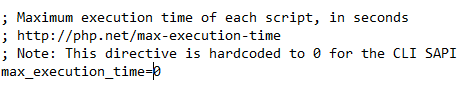 ; Maximum execution time of each script, in seconds
; http://php.net/max-execution-time
; Note: This directive is hardcoded to 0 for the CLI SAPI
max_execution_time=0